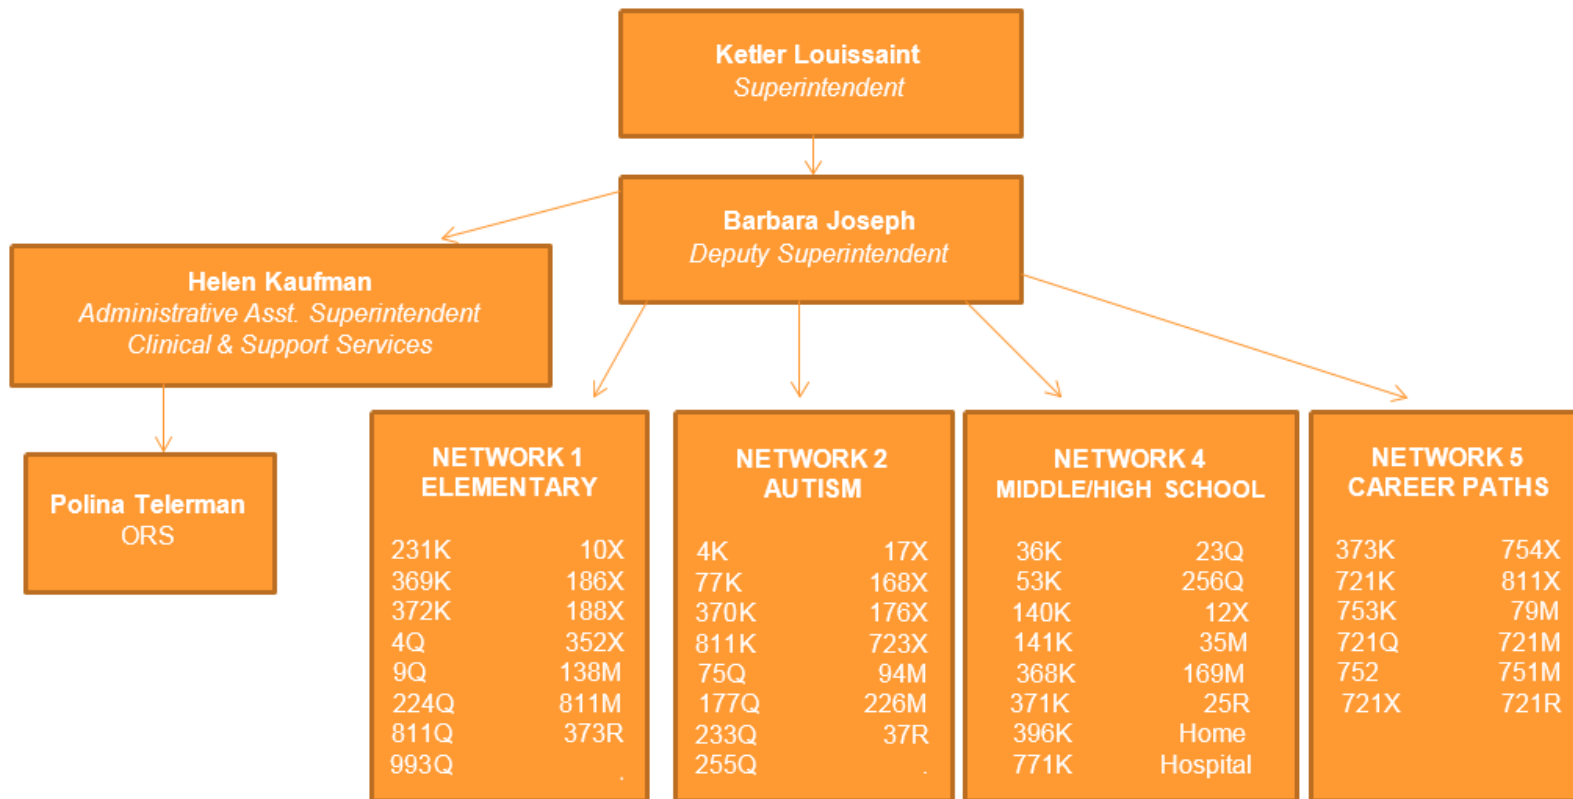 Ketler Louissaint
Superintendent
Barbara Joseph
Deputy Superintendent
Helen Kaufman
Administrative Asst. Superintendent
Clinical & Support Services
Polina Telerman
ORS
NETWORK 1
ELEMENTARY
231K 10X
369K 186X
372K 188X
4Q 352X
9Q 138M
224Q 811M
811Q 373R
993Q .
NETWORK 2
AUTISM
4K 17X
77K 168X
370K 176X
811K 723X
75Q 94M
177Q 226M
233Q 37R
255Q .
NETWORK 4
MIDDLE/HIGH SCHOOL
36K 23Q
53K 256Q
140K 12X
141K 35M
368K 169M
371K 25R
396K Home
771K Hospital
NETWORK 5
CAREER PATHS
373K 754X
721K 811X
753K 79M
721Q 721M
752 751M
721X 721R